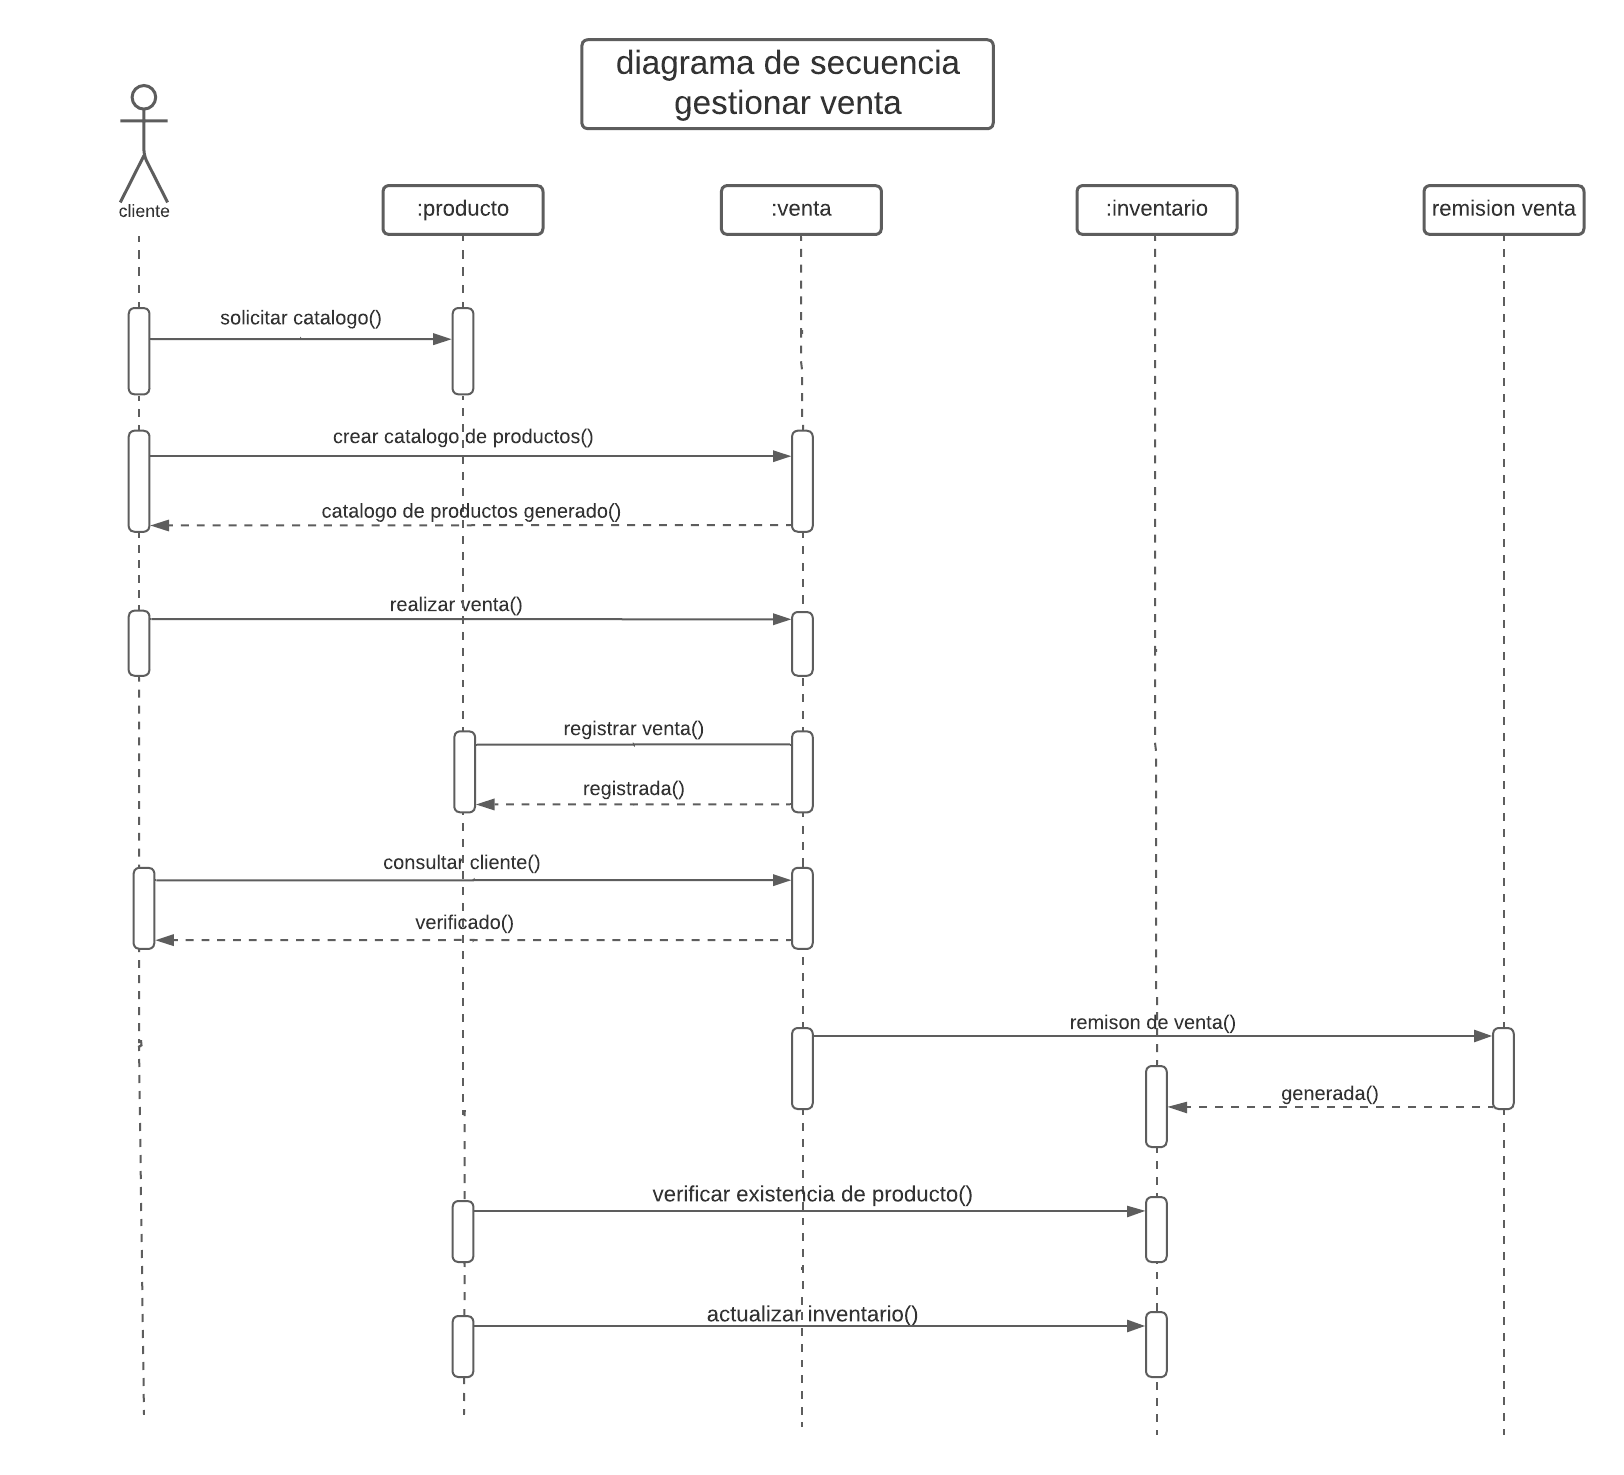 diagrama de secuencia
gestionar venta
cliente
:producto
:venta
:inventario
remision venta
solicitar catalogo()
crear catalogo de productos()
catalogo de productos generado()
realizar venta()
registrar venta()
registrada()
consultar cliente()
verificado()
remison de venta()
generada()
verificar existencia de producto()
actualizar inventario()